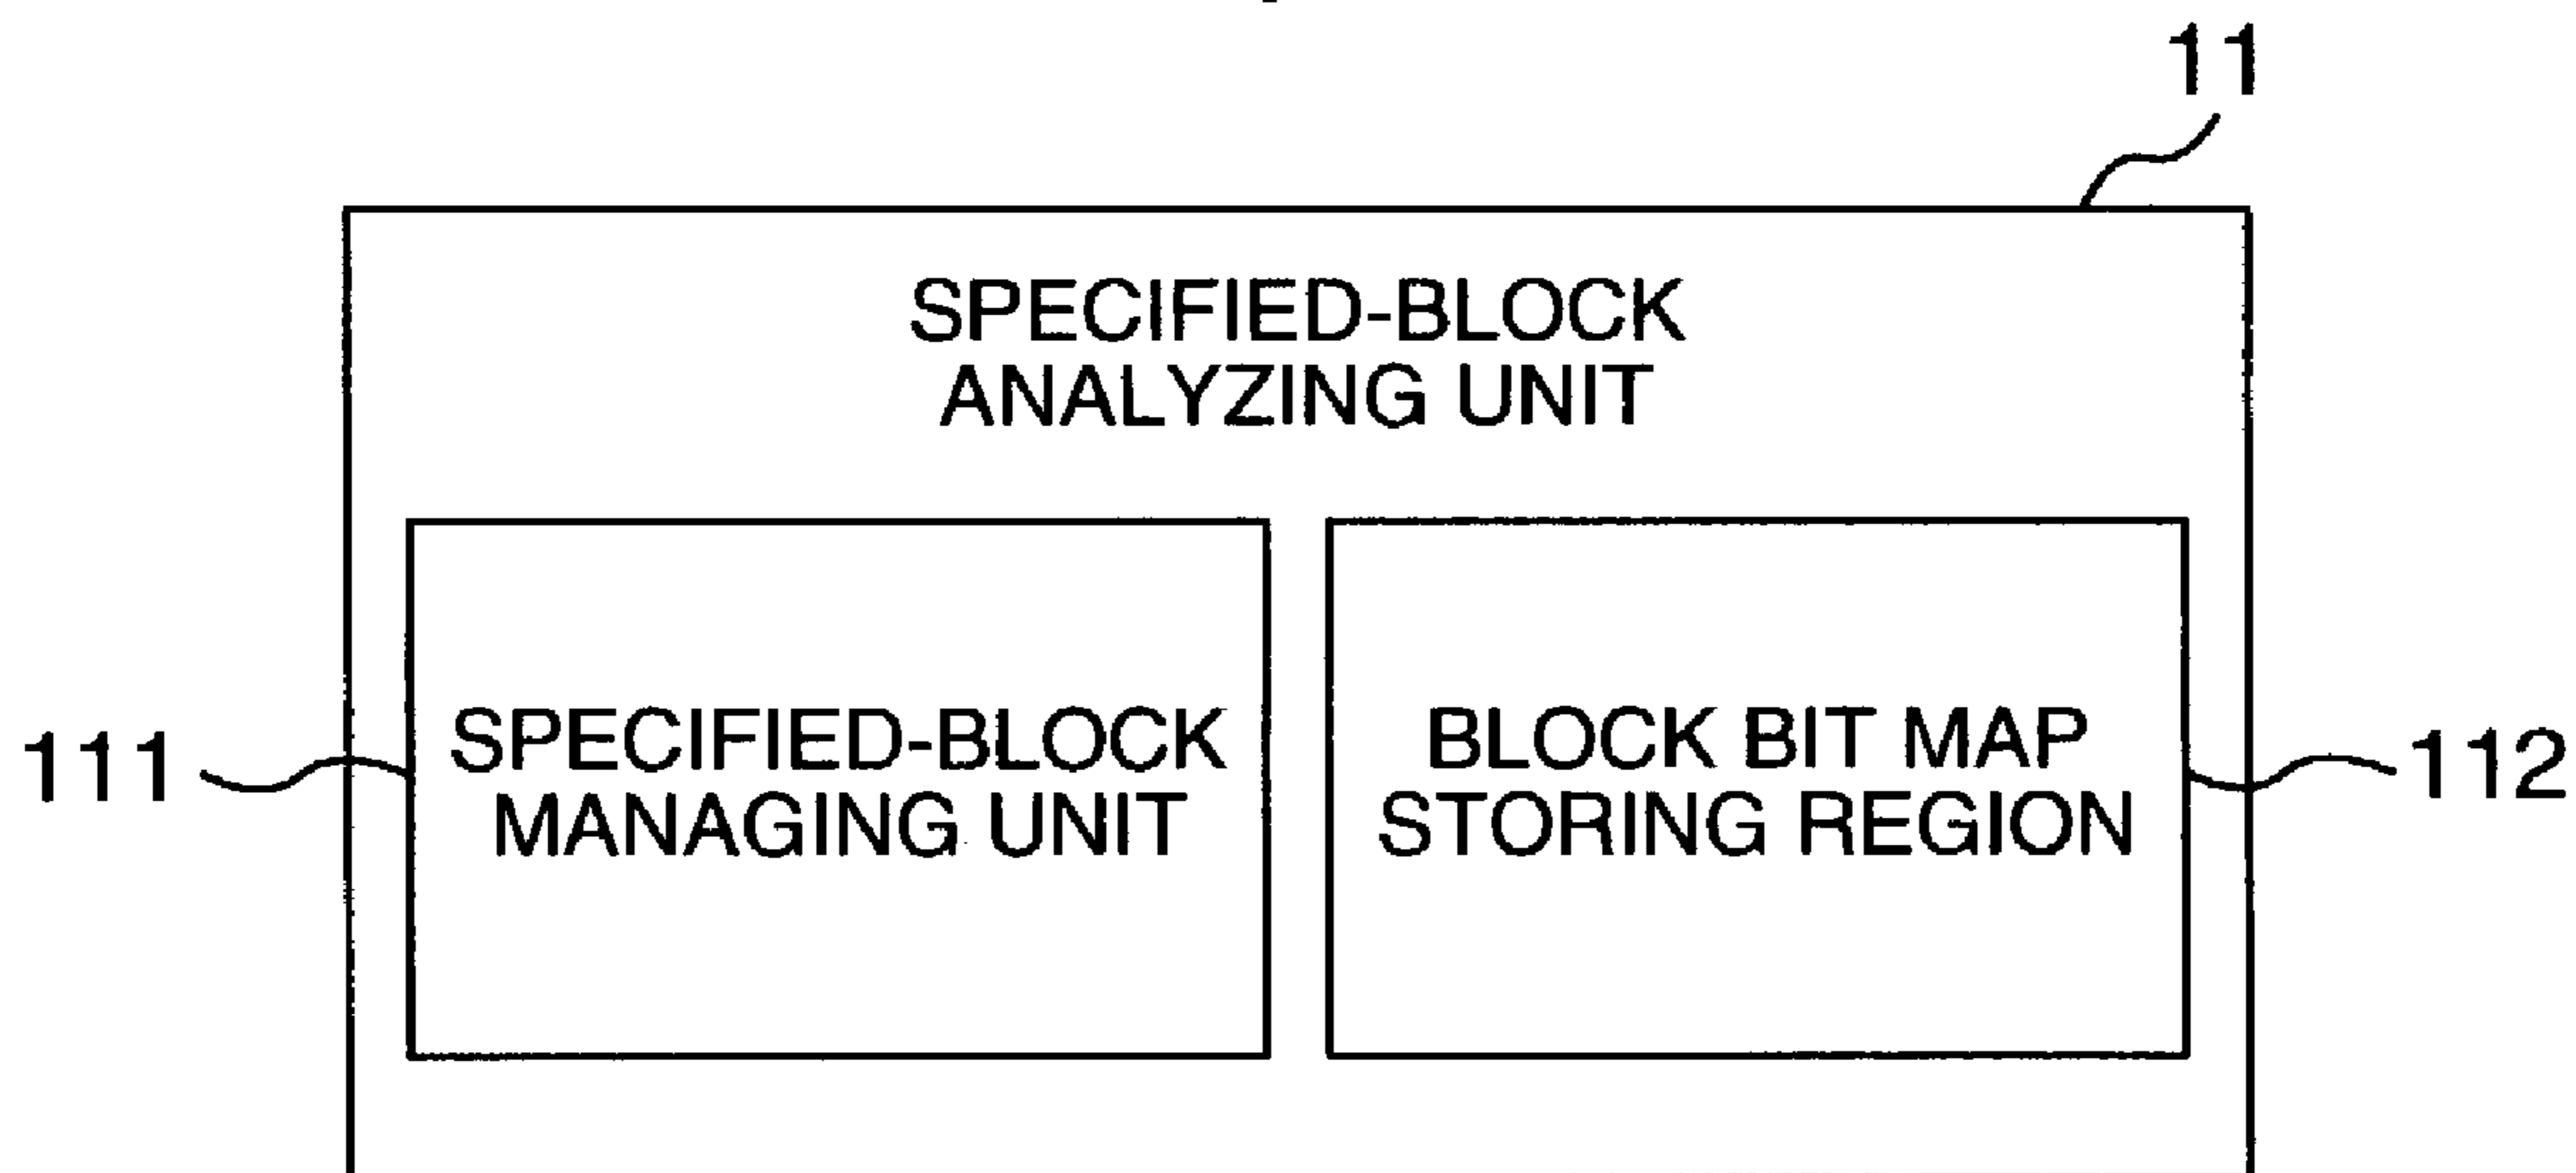 11
SPECIFIED-BLOCK
ANALYZING UNIT
111
SPECIFIED-BLOCK
MANAGING UNIT
BLOCK BIT MAP
STORING REGION
112